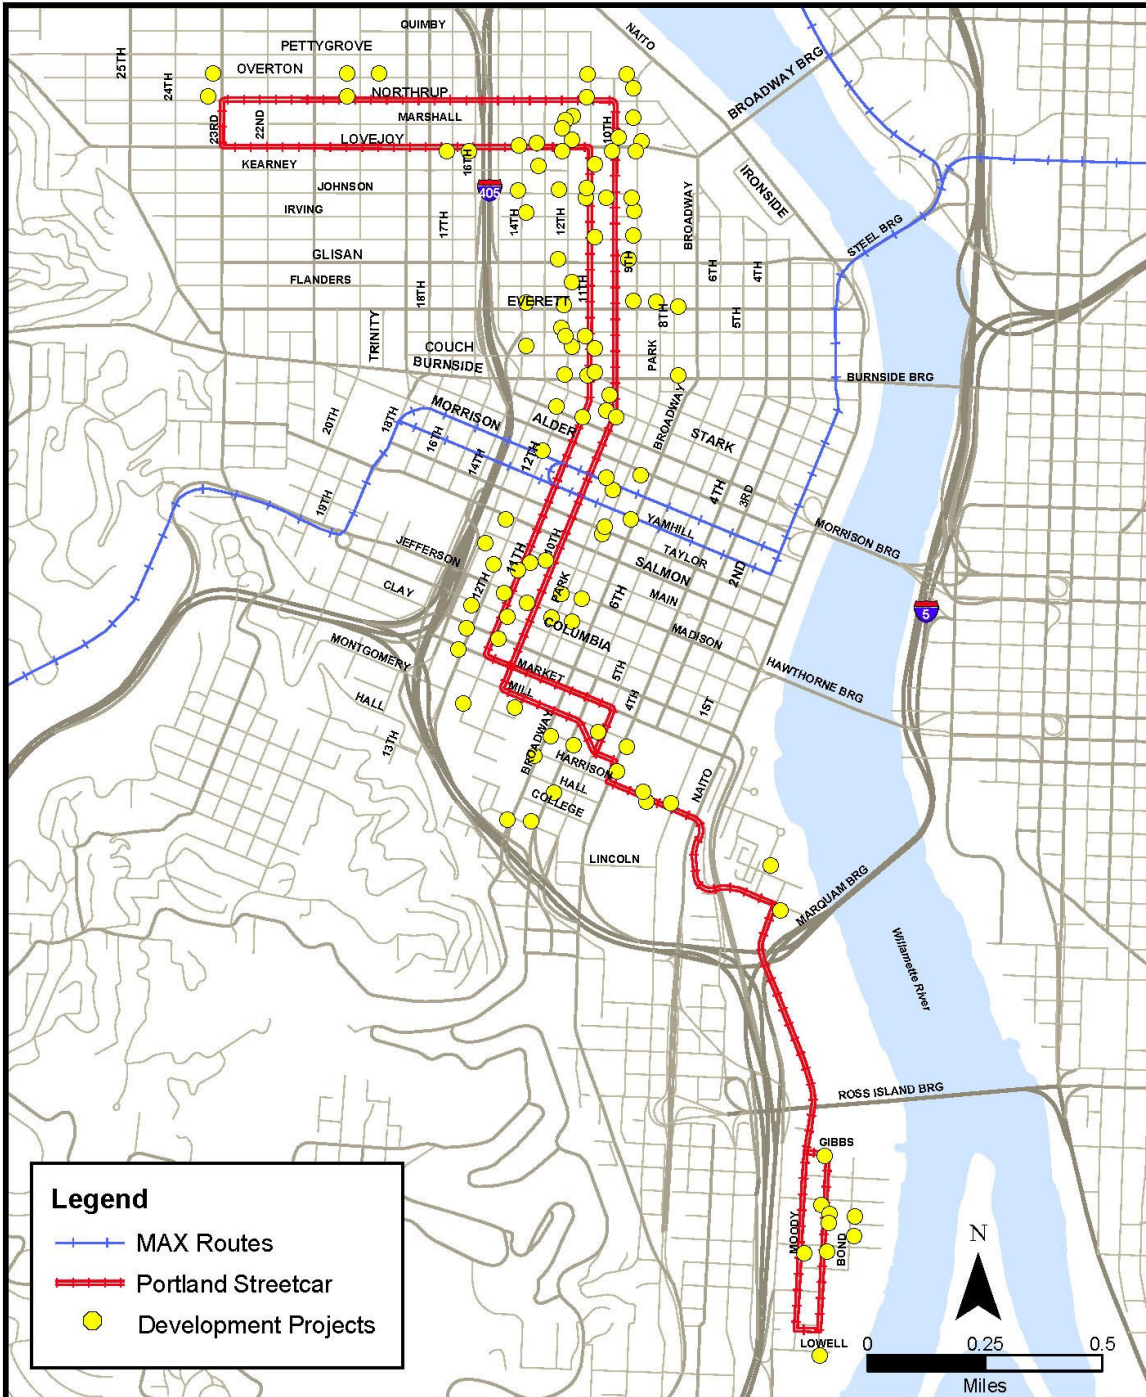 QUIMBY
NAITO
25TH
PETTYGROVE
OVERTON
24TH
NORTHRUP
BROADWAY BRG
23RD
22ND
MARSHALL
LOVEJOY
10TH
16TH
KEARNEY
405
IRONSIDE
JOHNSON
IRVING
17TH
14TH
12TH
BROADWAY
STEEL BRG
GLISAN
9TH
6TH
4TH
FLANDERS
18TH
11TH
EVERETT
8TH
5TH
TRINITY
COUCH
PARK
BURNSIDE
BURNSIDE BRG
MORRISON
ALDER
BROADWAY
STARK
20TH
18TH
16TH
14TH
12TH
4TH
3RD
19TH
YAMHILL
MORRISON BRG
JEFFERSON
11TH
10TH
TAYLOR
SALMON
2ND
CLAY
12TH
PARK
6TH
MAIN
5
COLUMBIA
MADISON
MONTGOMERY
MARKET
5TH
HAWTHORNE BRG
HALL
MILL
4TH
1ST
13TH
BROADWAY
HARRISON
HALL
NAITO
COLLEGE
LINCOLN
MARQUAM BRG
Willamette River
ROSS ISLAND BRG
GIBBS
MOODY
BOND
LOWELL
Legend
MAX Routes
Portland Streetcar
Development Projects
N
0 0.25 0.5
Miles